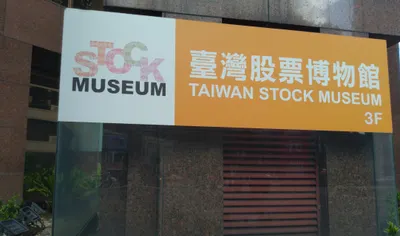 STOCK
MUSEUM
臺灣股票博物館
TAIWAN STOCK MUSEUM
3F